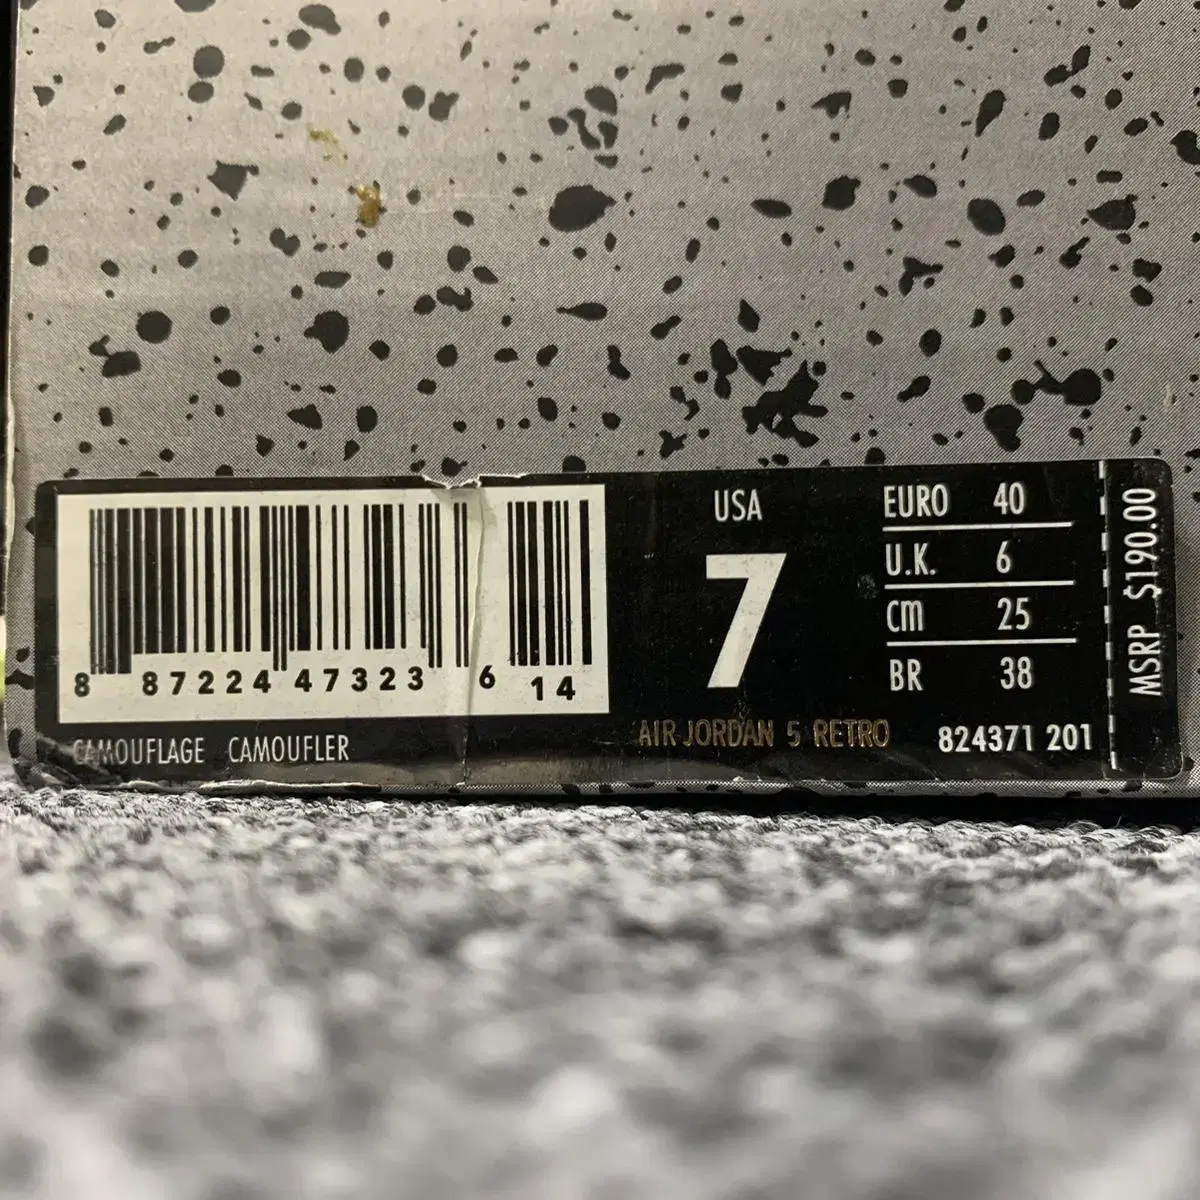 8 87224 47323 6 14
CAMOUFLAGE CAMOUFLER
USA
7
EURO 40
U.K. 6
cm 25
BR 38
AIR JORDAN 5 RETRO
824371 201
MSRP $190.00